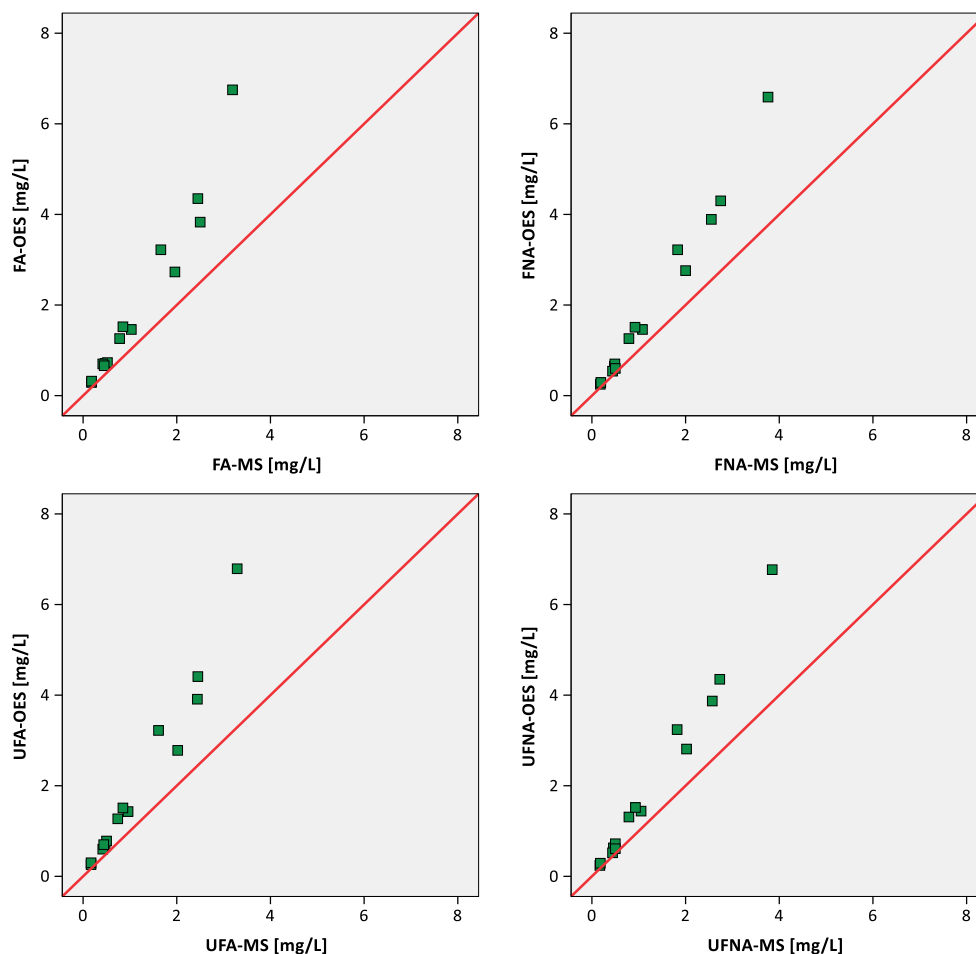 8
6
4
2
0
FA-OES [mg/L]
0 2 4 6 8
FA-MS [mg/L]
8
6
4
2
0
FNA-OES [mg/L]
0 2 4 6 8
FNA-MS [mg/L]
8
6
4
2
0
UFA-OES [mg/L]
0 2 4 6 8
UFA-MS [mg/L]
8
6
4
2
0
UFNA-OES [mg/L]
0 2 4 6 8
UFNA-MS [mg/L]